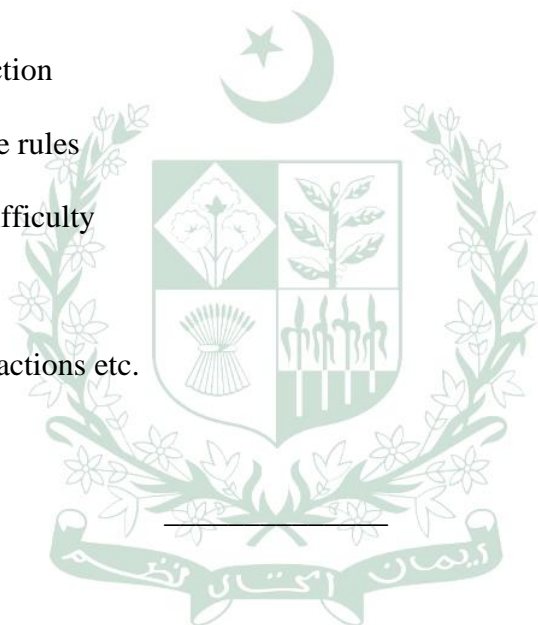 ction
e rules
fficulty
actions etc.
ایمان اتحاد نظم